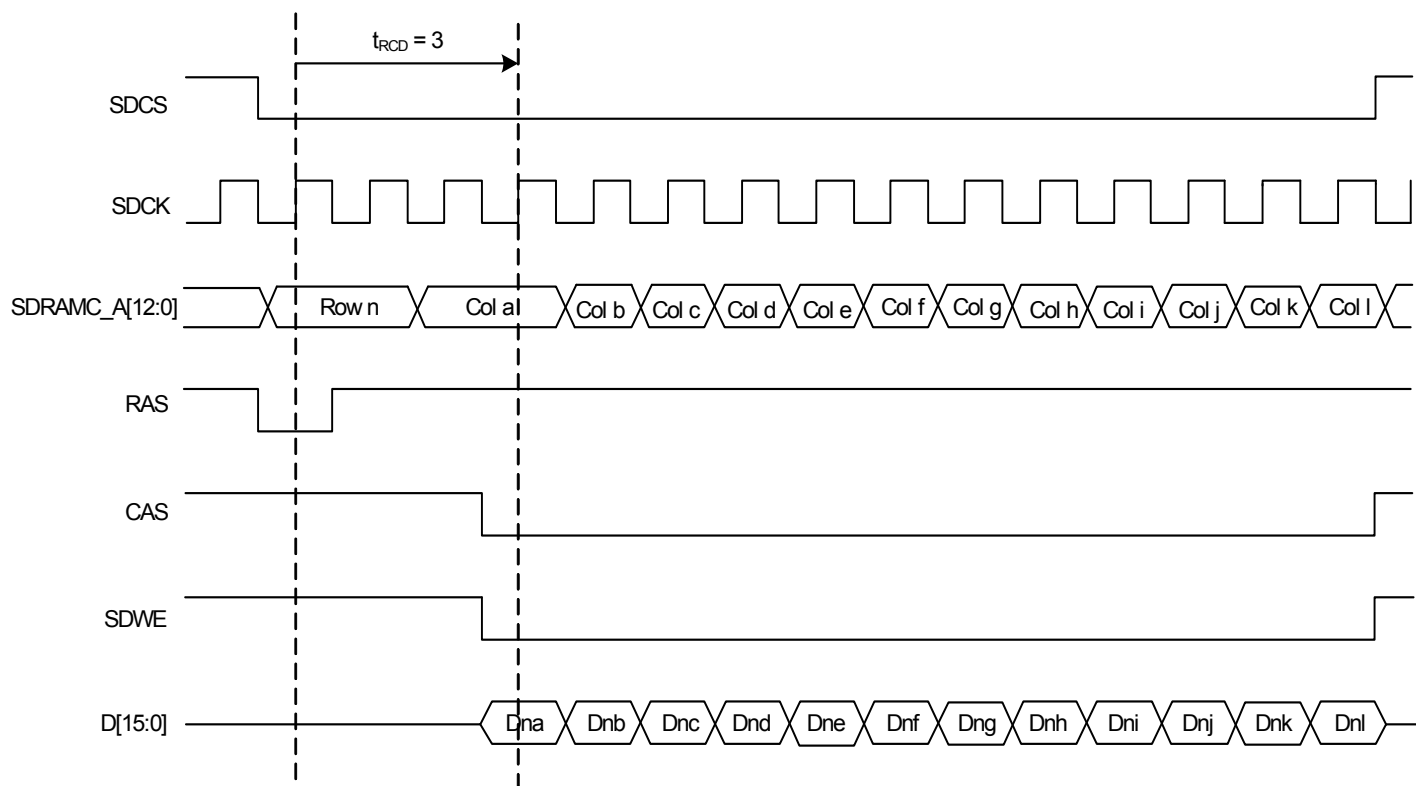 tRCD = 3
SDCS
SDCK
SDRAMC_A[12:0]
Row n
Col a
Col b
Col c
Col d
Col e
Col f
Col g
Col h
Col i
Col j
Col k
Col l
RAS
CAS
SDWE
D[15:0]
Dna
Dnb
Dnc
Dnd
Dne
Dnf
Dng
Dnh
Dni
Dnj
Dnk
Dnl